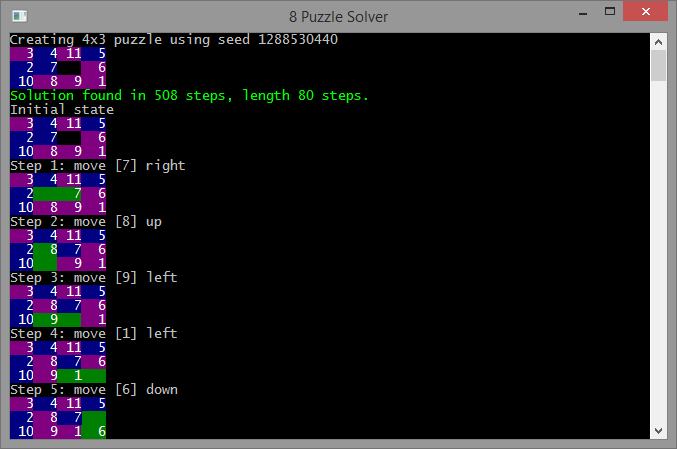 8 Puzzle Solver
Creating 4x3 puzzle using seed 1288530440
3 4 11 5
2 7 6
10 8 9 1
Solution found in 508 steps, length 80 steps.
Initial state
3 4 11 5
2 7 6
10 8 9 1
Step 1: move [7] right
3 4 11 5
2 7 6
10 8 9 1
Step 2: move [8] up
3 4 11 5
2 8 7 6
10 9 1
Step 3: move [9] left
3 4 11 5
2 8 7 6
10 9 1
Step 4: move [1] left
3 4 11 5
2 8 7 6
10 9 1
Step 5: move [6] down
3 4 11 5
2 8 7
10 9 1 6